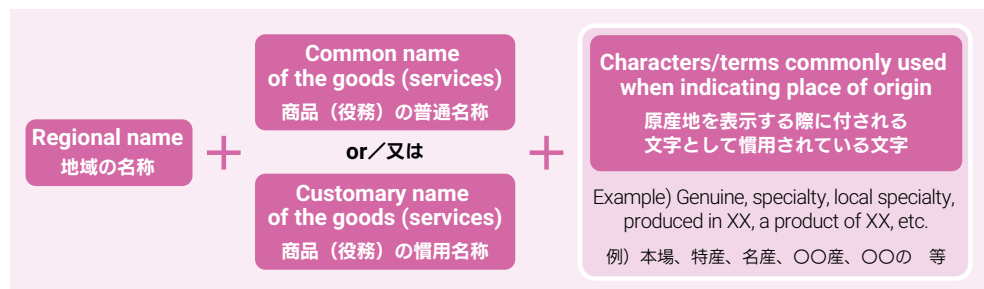 Regional name
地域の名称
+
Common name
of the goods (services)
商品（役務）の普通名称
or／又は
Customary name
of the goods (services)
商品（役務）の慣用名称
+
Characters/terms commonly used
when indicating place of origin
原産地を表示する際に付される
文字として慣用されている文字
Example) Genuine, specialty, local specialty,
produced in XX, a product of XX, etc.
例）本場、特産、名産、〇〇産、〇〇の　等